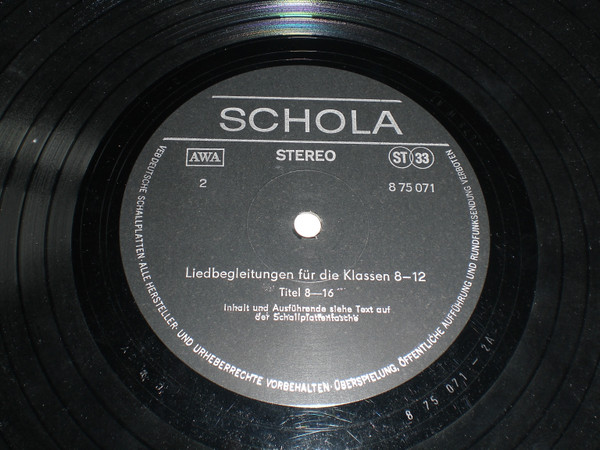 SCHOLA
AWA STEREO ST 33
2 8 75 071
Liedbegleitungen für die Klassen 8—12
Titel 8—16
Inhalt und Ausführende siehe Text auf
der Schallplattentasche
VEB DEUTSCHE SCHALLPLATTEN · ALLE HERSTELLER- UND URHEBERRECHTE VORBEHALTEN · ÜBERSPIELUNG, ÖFFENTLICHE AUFFÜHRUNG UND RUNDFUNKSENDUNG VERBOTEN
8 75 071 - 2A